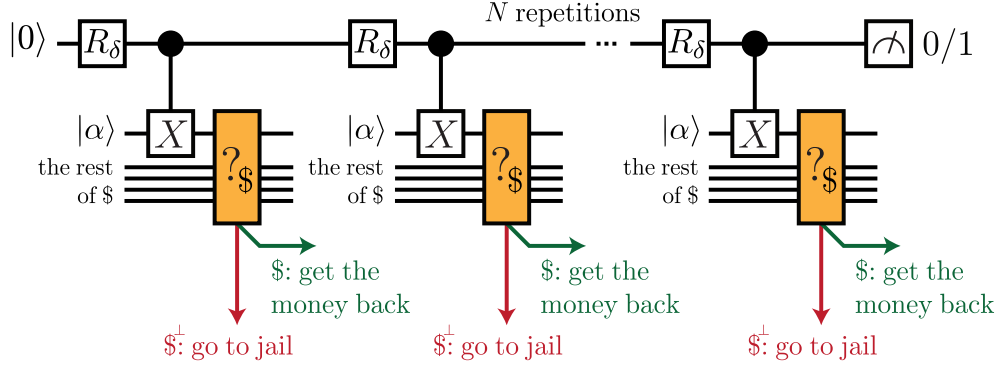 N repetitions
|0⟩ R_δ R_δ ... R_δ 0/1
|α⟩ X |α⟩ X |α⟩ X
the rest of $ ?$ the rest of $ ?$ the rest of $ ?$
$: get the money back $: get the money back $: get the money back
$⊥: go to jail $⊥: go to jail $⊥: go to jail